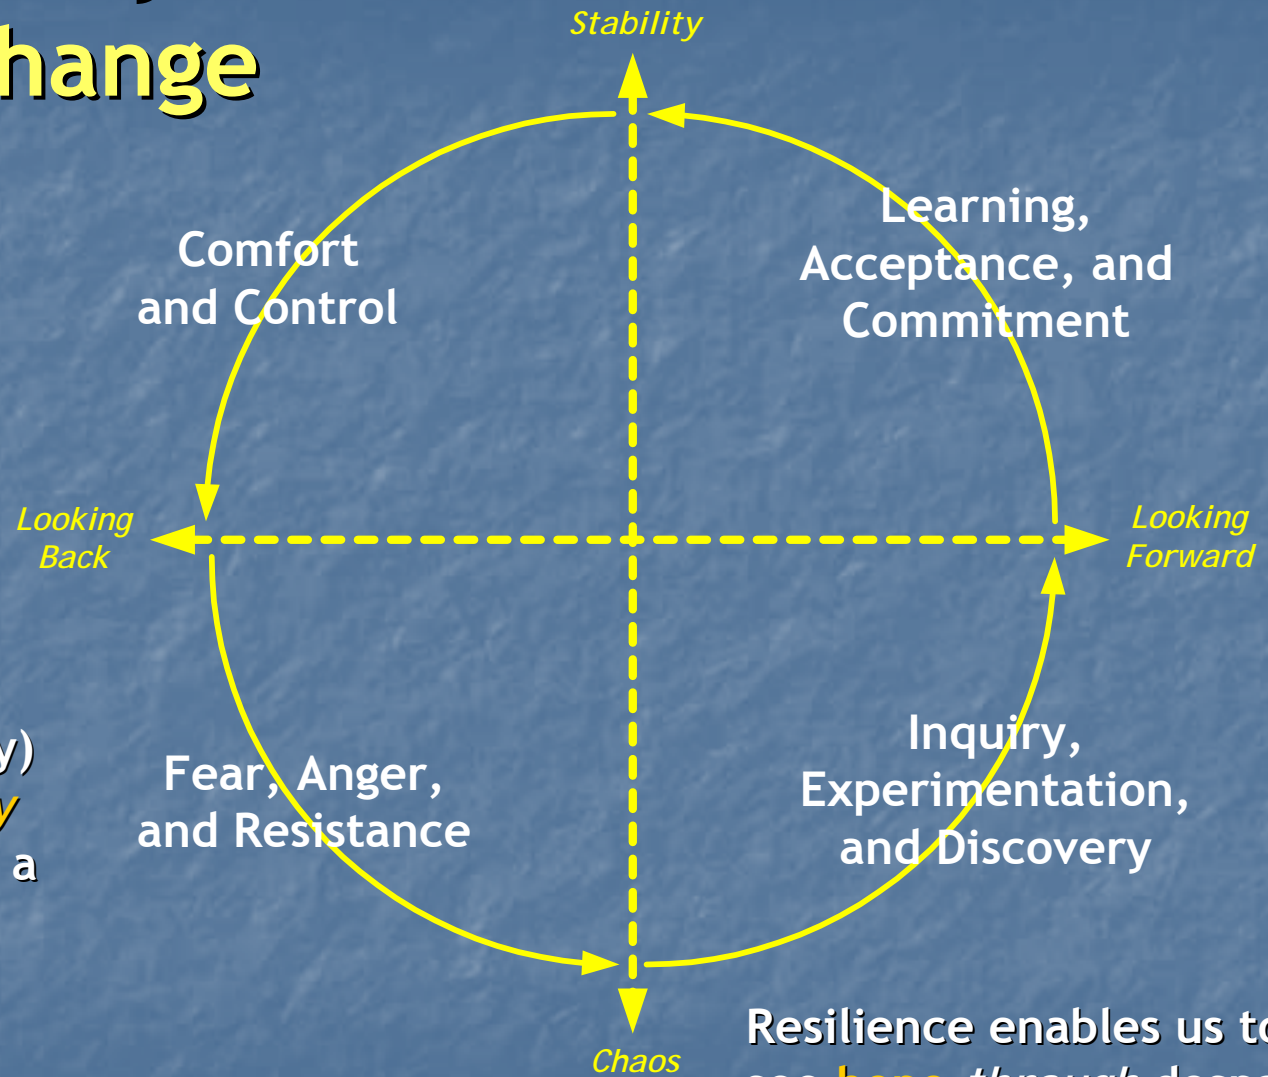 hange
Stability
Comfort
and Control
Learning,
Acceptance, and
Commitment
Looking
Back
Looking
Forward
y)
y
a
Fear, Anger,
and Resistance
Inquiry,
Experimentation,
and Discovery
Resilience enables us to
Chaos